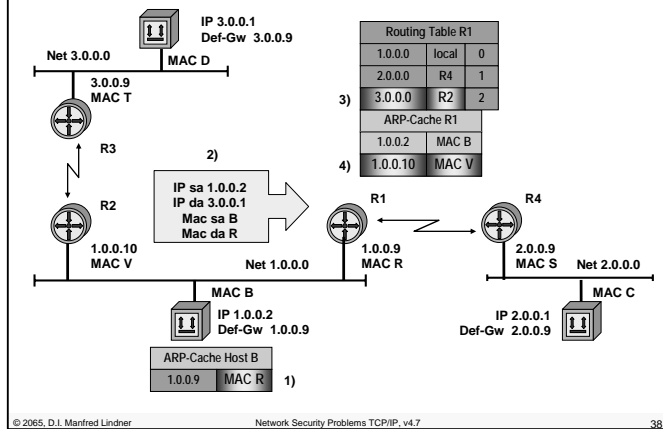 IP 3.0.0.1
Def-Gw 3.0.0.9
Net 3.0.0.0
MAC D
3.0.0.9
MAC T
R3
R2
1.0.0.10
MAC V
2)
IP sa 1.0.0.2
IP da 3.0.0.1
Mac sa B
Mac da R
Routing Table R1
1.0.0.0 local 0
2.0.0.0 R4 1
3) 3.0.0.0 R2 2
ARP-Cache R1
1.0.0.2 MAC B
4) 1.0.0.10 MAC V
R1
R4
1.0.0.9
MAC R
Net 1.0.0.0
2.0.0.9
MAC S
Net 2.0.0.0
MAC B
IP 1.0.0.2
Def-Gw 1.0.0.9
MAC C
IP 2.0.0.1
Def-Gw 2.0.0.9
ARP-Cache Host B
1.0.0.9 MAC R 1)
© 2065, D.I. Manfred Lindner Network Security Problems TCP/IP, v4.7 38